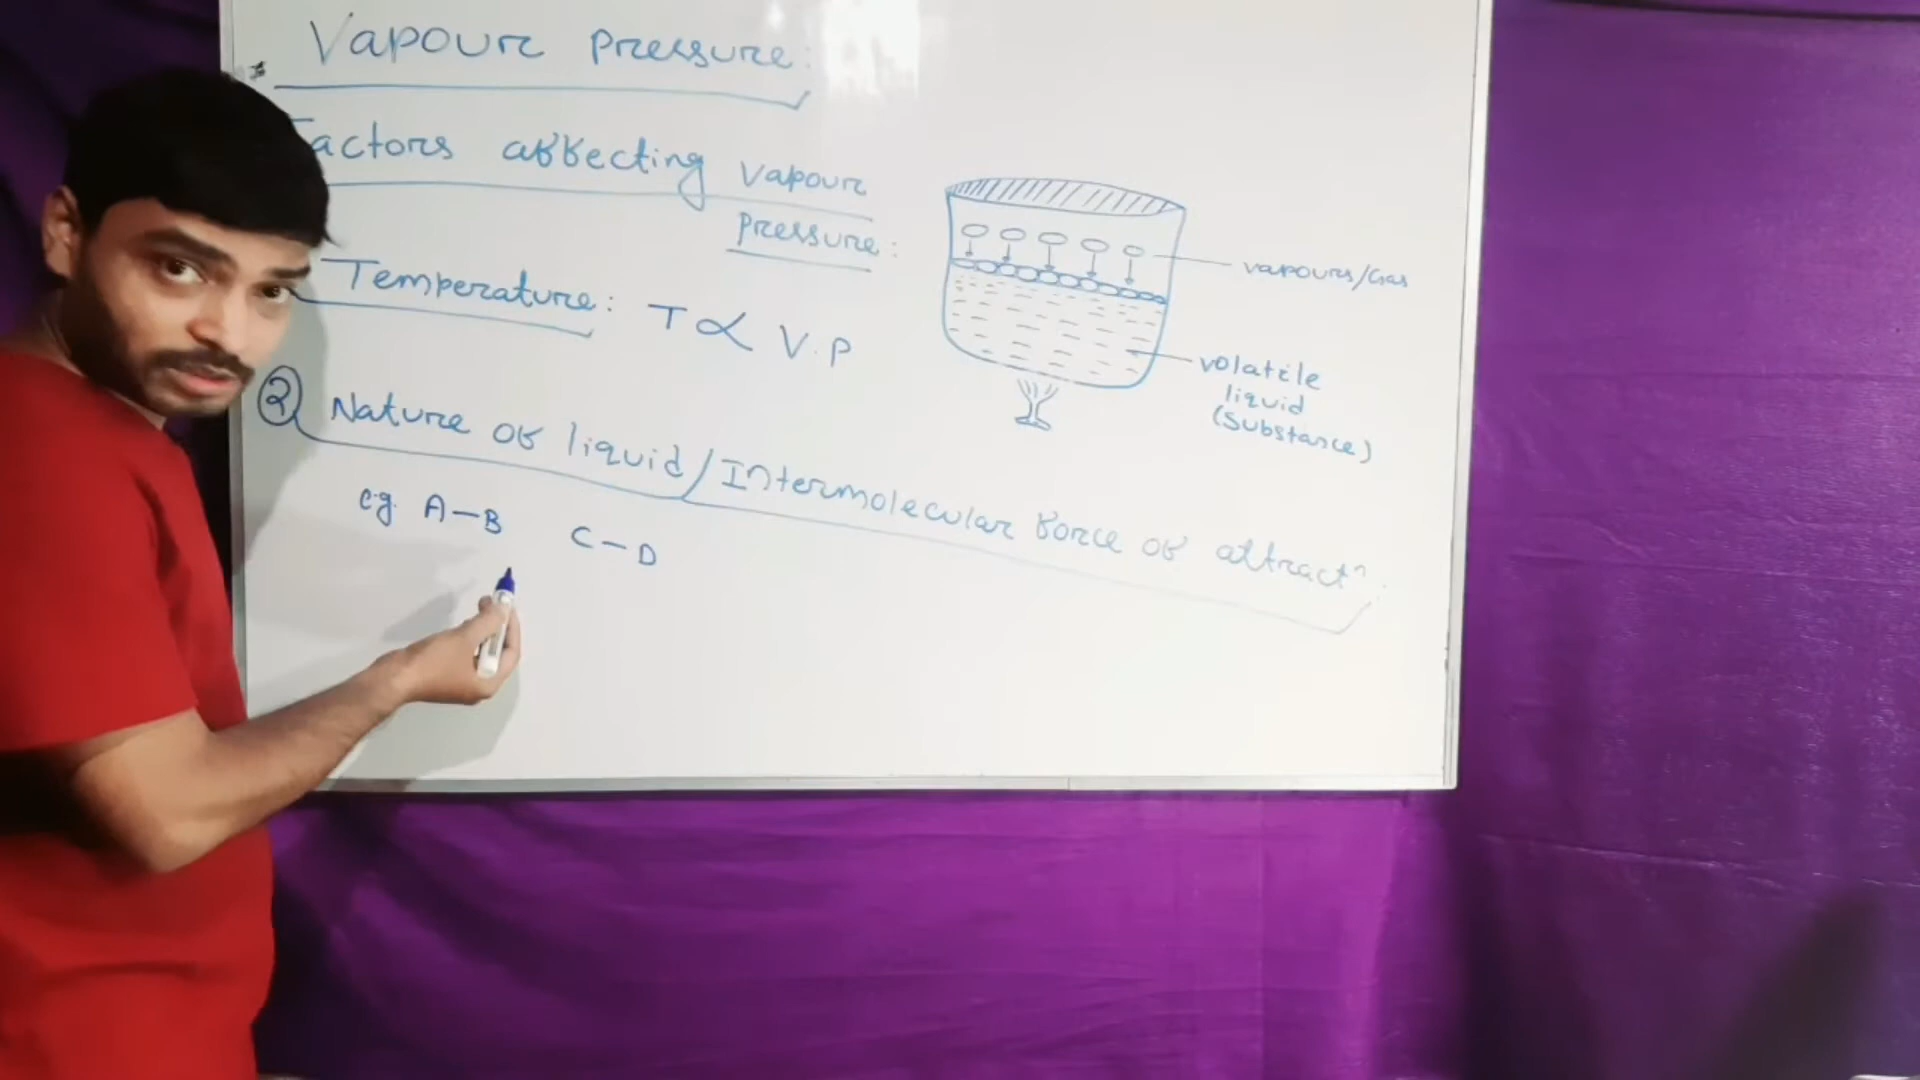 Vapour pressure:
Factors affecting vapour
pressure:
Temperature: T ∝ V.P
vapours/Gas
volatile
liquid
(Substance)
② Nature of liquid/Intermolecular force of attractⁿ.
e.g. A—B C—D